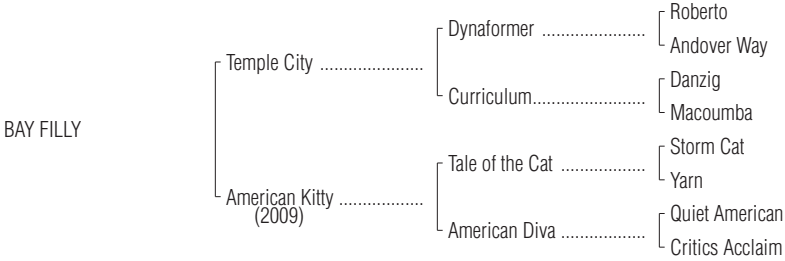 Roberto
Dynaformer ......................
Andover Way
Temple City ......................
Danzig
Curriculum........................
Macoumba
BAY FILLY
Storm Cat
Tale of the Cat ..................
Yarn
American Kitty ..................
(2009)
Quiet American
American Diva ..................
Critics Acclaim